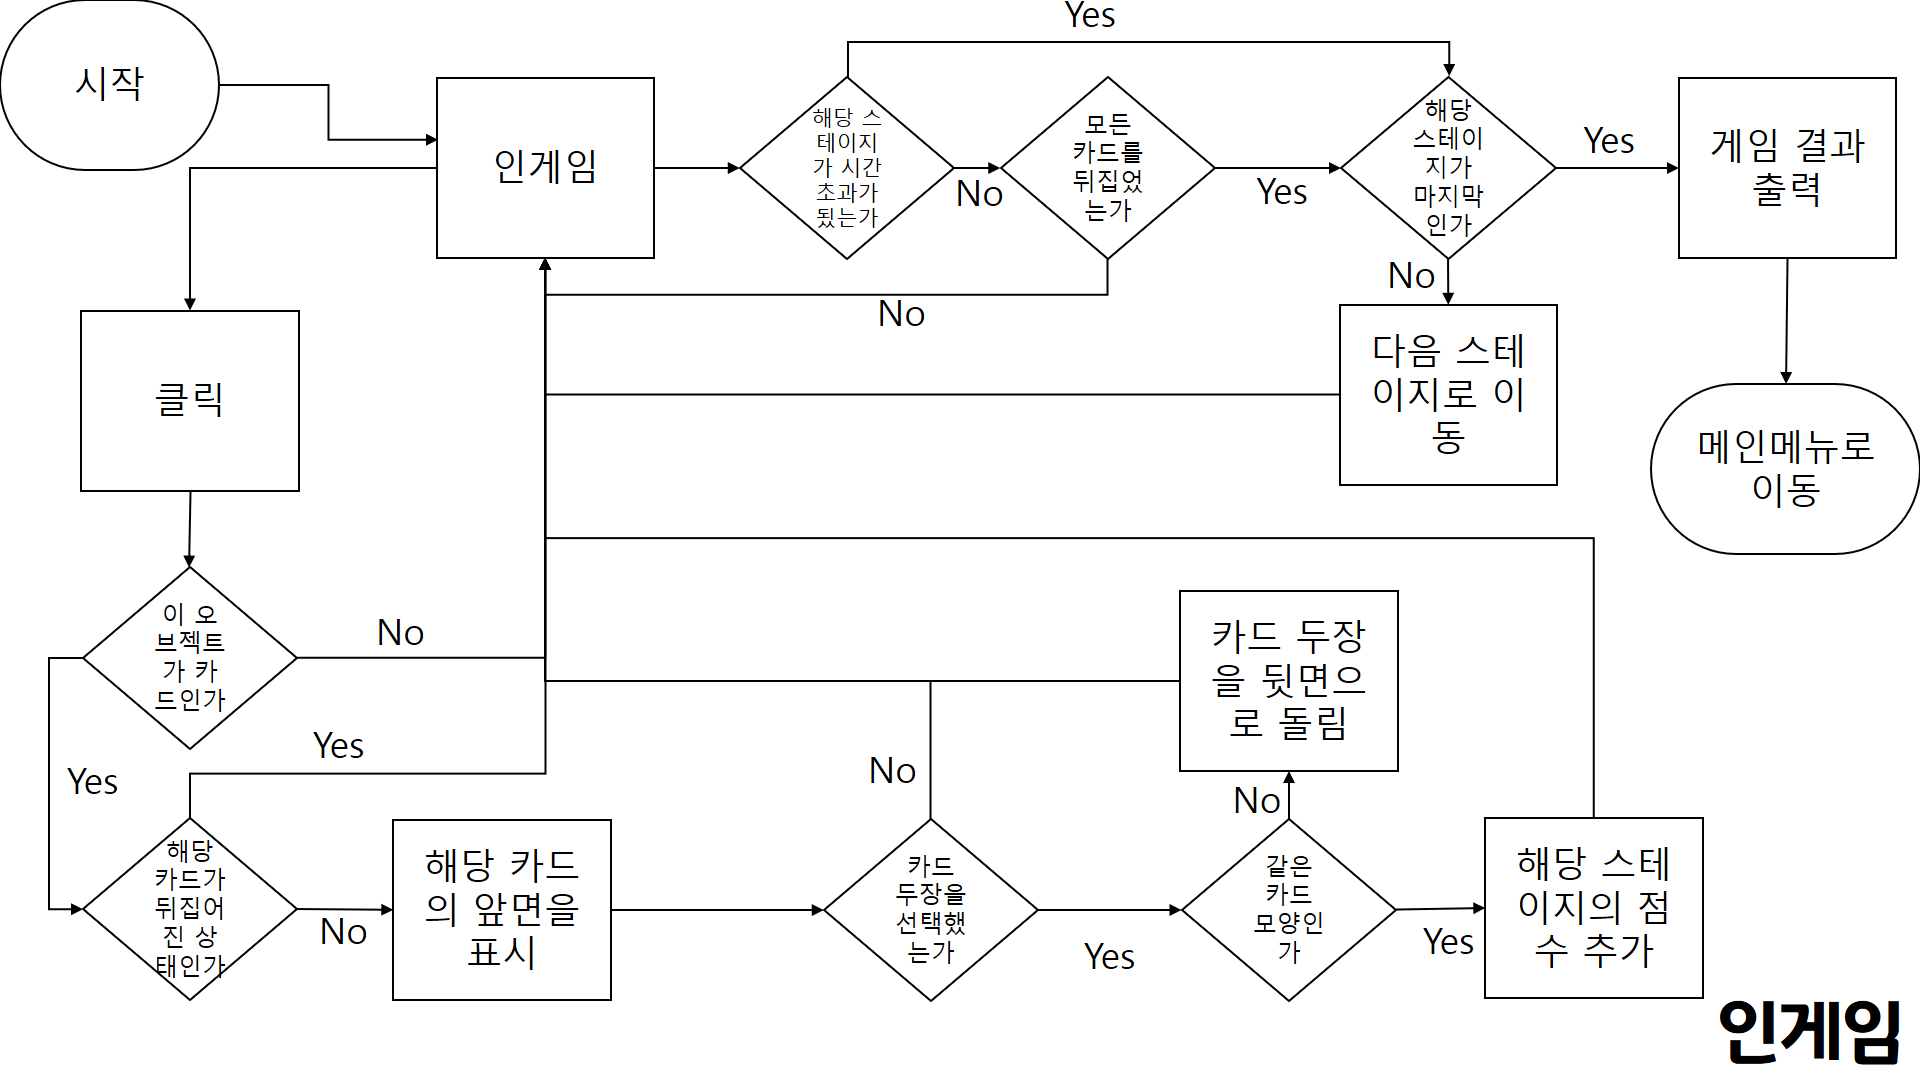 Yes
시작
인게임
해당 스
테이지
가 시간
초과가
됬는가
No
모든
카드를
뒤집었
는가
Yes
해당
스테이
지가
마지막
인가
Yes
게임 결과
출력
No
No
다음 스테
이지로 이
동
메인메뉴로
이동
클릭
이 오
브젝트
가 카
드인가
No
Yes
Yes
해당
카드가
뒤집어
진 상
태인가
No
해당 카드
의 앞면을
표시
No
카드
두장을
선택했
는가
Yes
카드 두장
을 뒷면으
로 돌림
No
같은
카드
모양인
가
Yes
해당 스테
이지의 점
수 추가
인게임